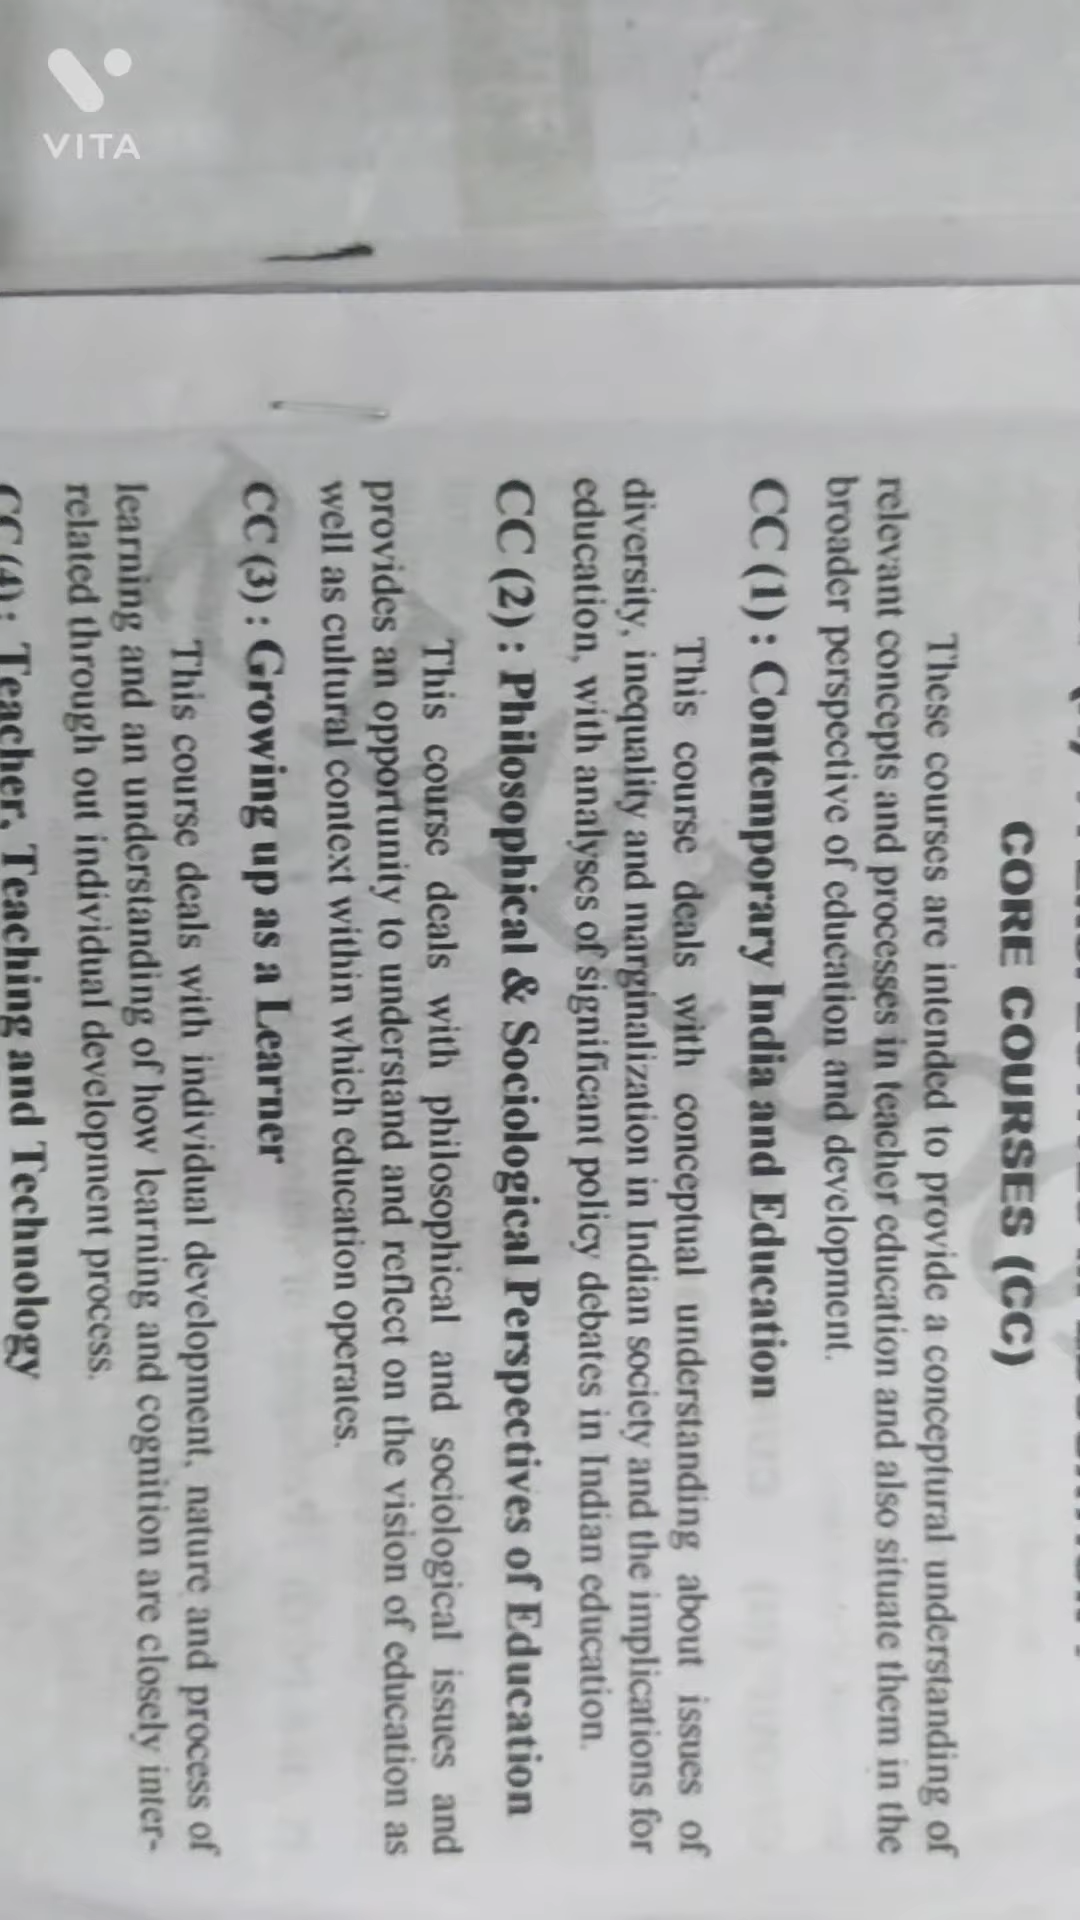 VITA
CORE COURSES (CC)
These courses are intended to provide a conceptural understanding of
relevant concepts and processes in teacher education and also situate them in the
broader perspective of education and development.
CC (1) : Contemporary India and Education
This course deals with conceptual understanding about issues of
diversity, inequality and marginalization in Indian society and the implications for
education, with analyses of significant policy debates in Indian education.
CC (2) : Philosophical & Sociological Perspectives of Education
This course deals with philosophical and sociological issues and
provides an opportunity to understand and reflect on the vision of education as
well as cultural context within which education operates.
CC (3) : Growing up as a Learner
This course deals with individual development, nature and process of
learning and an understanding of how learning and cognition are closely inter-
related through out individual development process.
CC (4) : Teacher, Teaching and Technology